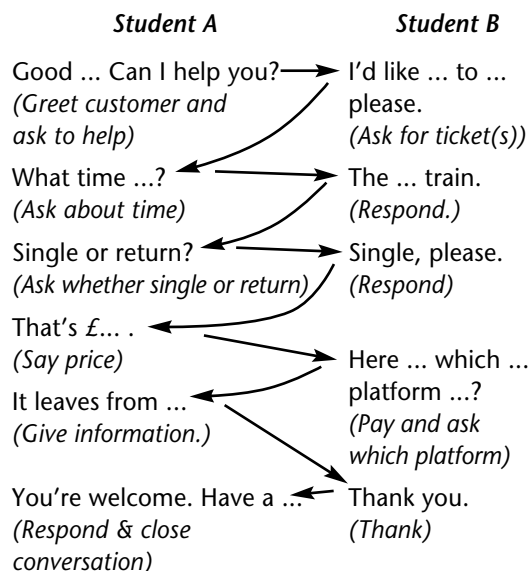 Student A
Student B
Good ... Can I help you?
(Greet customer and
ask to help)
I'd like ... to ...
please.
(Ask for ticket(s))
What time ...?
(Ask about time)
The ... train.
(Respond.)
Single or return?
(Ask whether single or return)
Single, please.
(Respond)
That's £... .
(Say price)
Here ... which ...
platform ...?
(Pay and ask
which platform)
It leaves from ...
(Give information.)
Thank you.
(Thank)
You're welcome. Have a ...
(Respond & close
conversation)